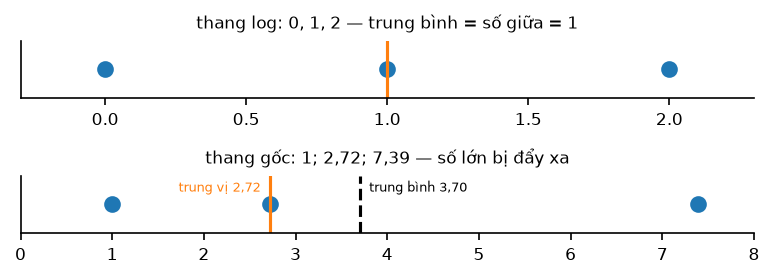 thang log: 0, 1, 2 — trung bình = số giữa = 1
0.0 0.5 1.0 1.5 2.0
thang gốc: 1; 2,72; 7,39 — số lớn bị đẩy xa
trung vị 2,72 trung bình 3,70
0 1 2 3 4 5 6 7 8